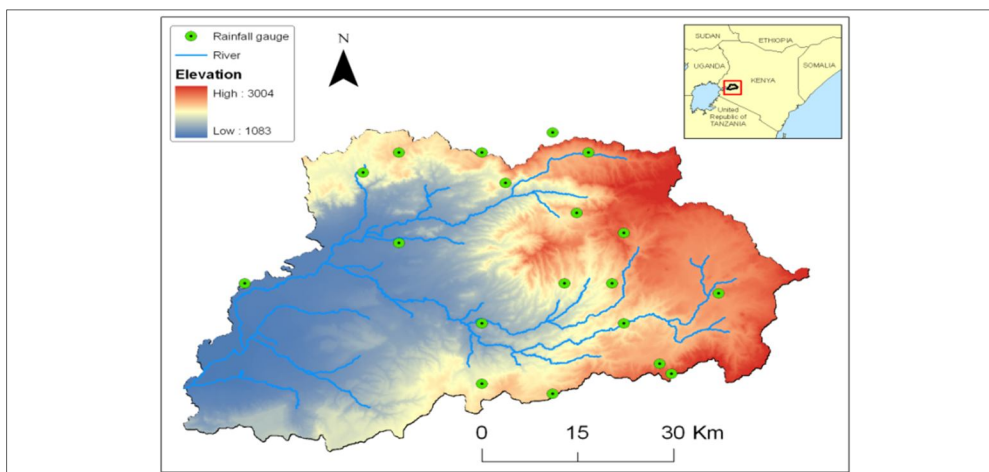 Rainfall gauge
River
Elevation
High : 3004
Low : 1083
N
SUDAN
ETHIOPIA
UGANDA
KENYA
SOMALIA
United
Republic of
TANZANIA
0 15 30 Km